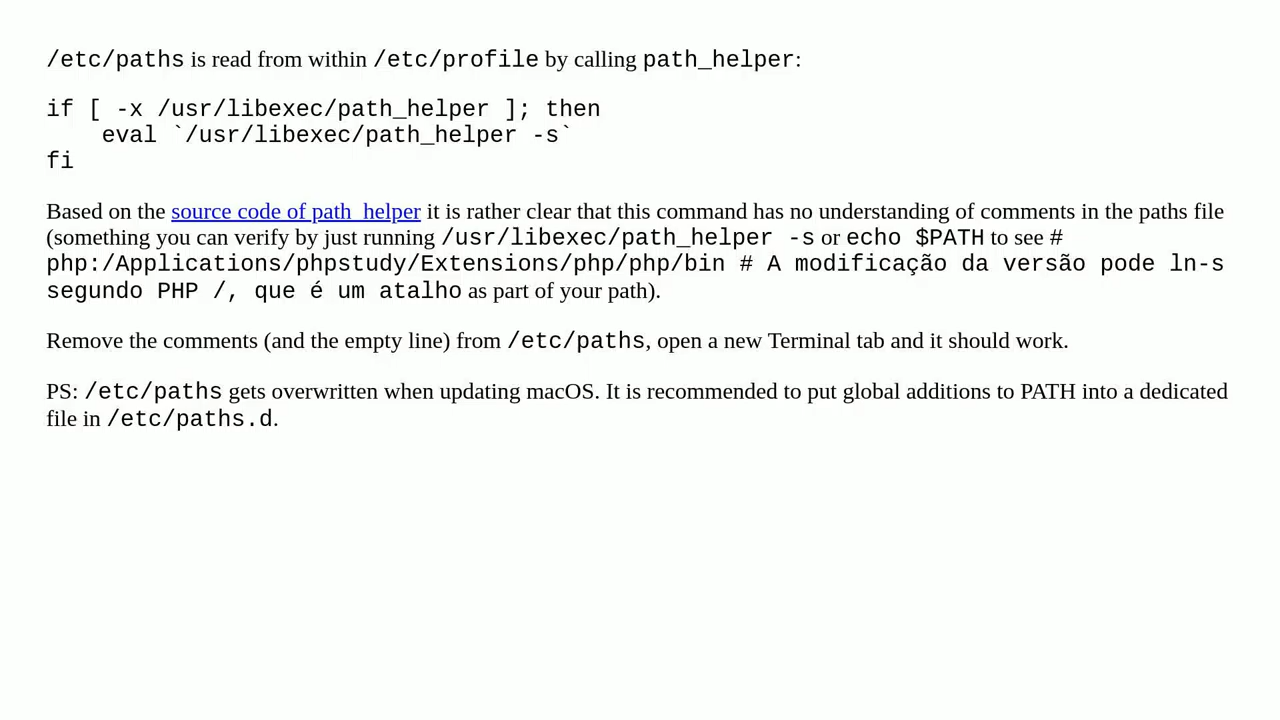 /etc/paths is read from within /etc/profile by calling path_helper:
if [ -x /usr/libexec/path_helper ]; then
    eval `/usr/libexec/path_helper -s`
fi
Based on the source code of path_helper it is rather clear that this command has no understanding of comments in the paths file
(something you can verify by just running /usr/libexec/path_helper -s or echo $PATH to see #
php:/Applications/phpstudy/Extensions/php/php/bin # A modificação da versão pode ln-s
segundo PHP /, que é um atalho as part of your path).
Remove the comments (and the empty line) from /etc/paths, open a new Terminal tab and it should work.
PS: /etc/paths gets overwritten when updating macOS. It is recommended to put global additions to PATH into a dedicated
file in /etc/paths.d.